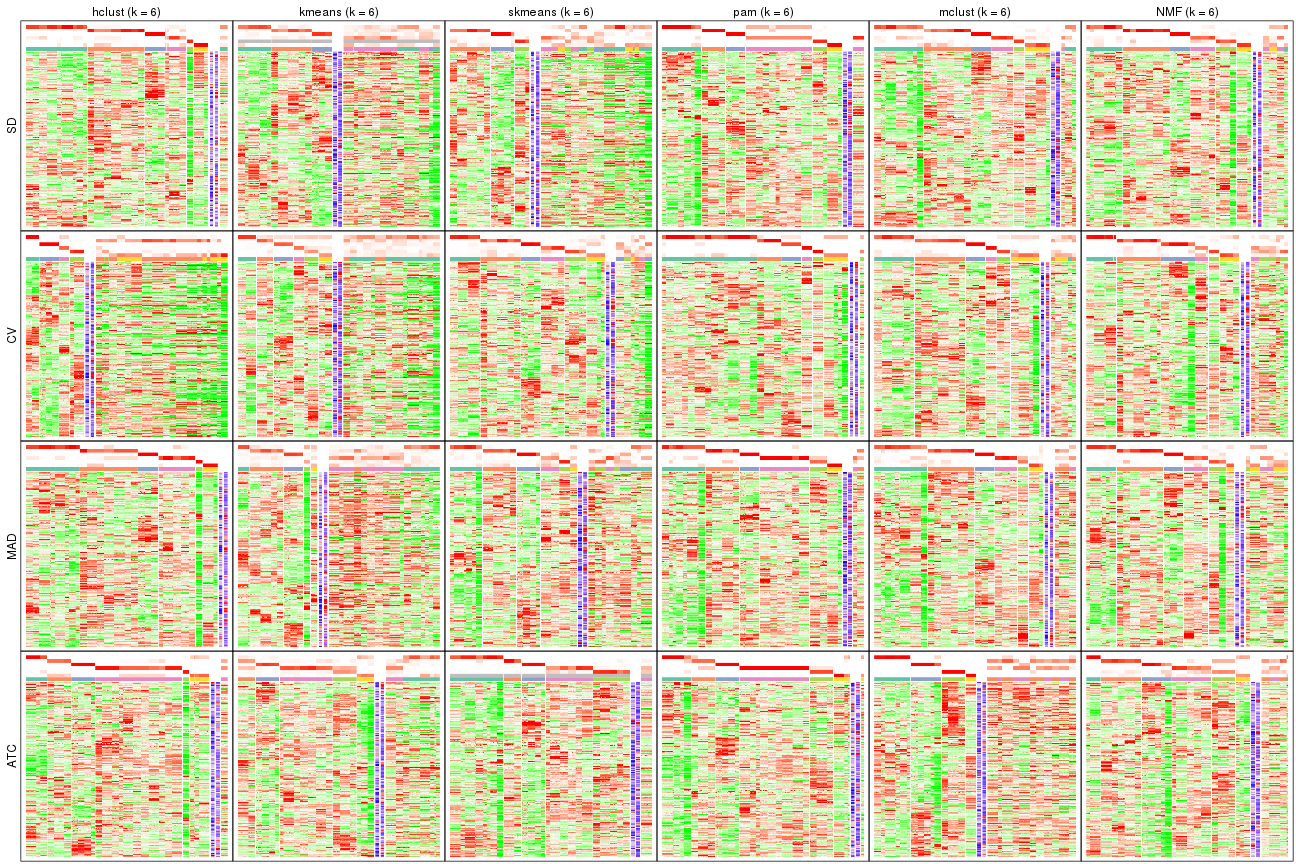 hclust (k = 6) kmeans (k = 6) skmeans (k = 6) pam (k = 6) mclust (k = 6) NMF (k = 6)
SD
CV
MAD
ATC